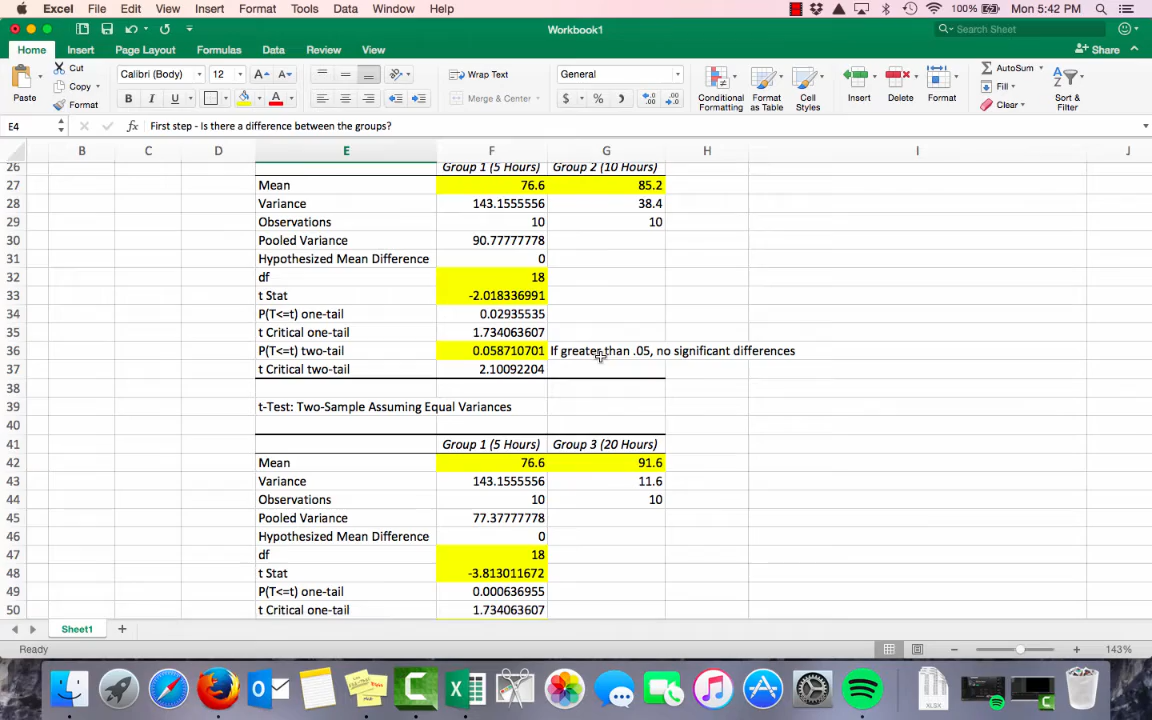 Excel File Edit View Insert Format Tools Data Window Help 100% Mon 5:42 PM
Workbook1
Search Sheet
Home Insert Page Layout Formulas Data Review View Share
Paste Cut Copy Format
Calibri (Body) 12
B I U A
Wrap Text
Merge & Center
General
$ % )
Conditional Formatting
Format as Table
Cell Styles
Insert Delete Format
AutoSum
Fill
Clear
Sort & Filter
E4 fx First step - Is there a difference between the groups?
B C D E F G H I J
26 Group 1 (5 Hours) Group 2 (10 Hours)
27 Mean 76.6 85.2
28 Variance 143.1555556 38.4
29 Observations 10 10
30 Pooled Variance 90.77777778
31 Hypothesized Mean Difference 0
32 df 18
33 t Stat -2.018336991
34 P(T<=t) one-tail 0.02935535
35 t Critical one-tail 1.734063607
36 P(T<=t) two-tail 0.058710701 If greater than .05, no significant differences
37 t Critical two-tail 2.10092204
38
39 t-Test: Two-Sample Assuming Equal Variances
40
41 Group 1 (5 Hours) Group 3 (20 Hours)
42 Mean 76.6 91.6
43 Variance 143.1555556 11.6
44 Observations 10 10
45 Pooled Variance 77.37777778
46 Hypothesized Mean Difference 0
47 df 18
48 t Stat -3.813011672
49 P(T<=t) one-tail 0.000636955
50 t Critical one-tail 1.734063607
Sheet1
Ready 143%
XLSX